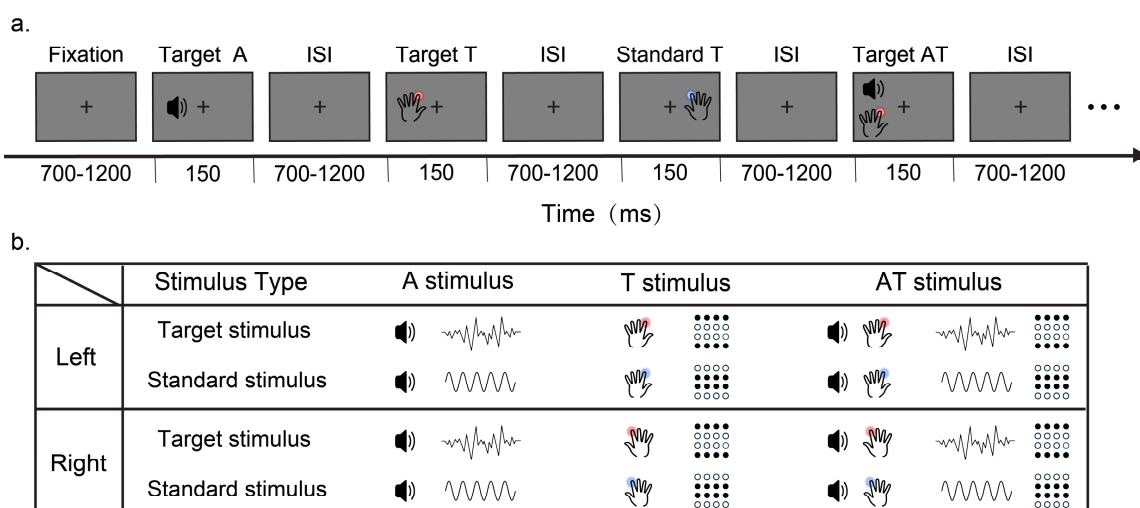 a.
Fixation Target A ISI Target T ISI Standard T ISI Target AT ISI
700-1200 150 700-1200 150 700-1200 150 700-1200 150 700-1200
Time（ms）
b.
Stimulus Type A stimulus T stimulus AT stimulus
Left
Target stimulus
Standard stimulus
Right
Target stimulus
Standard stimulus